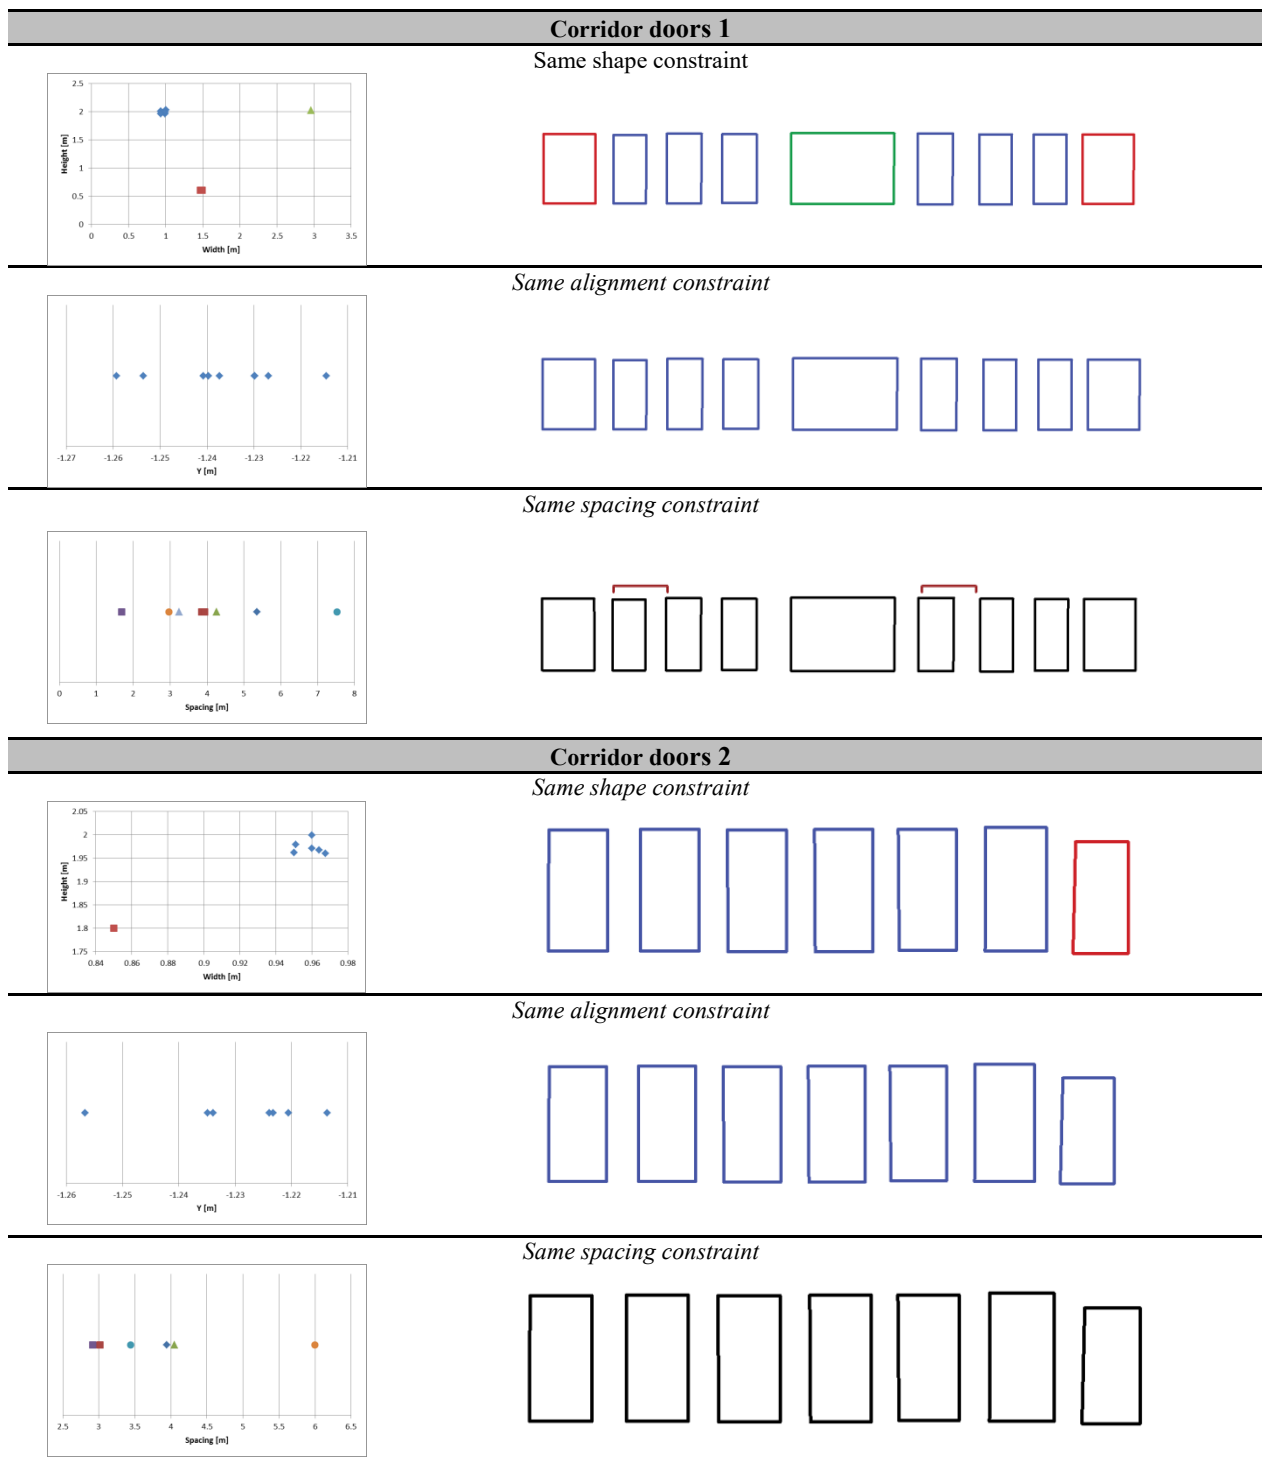 Corridor doors 1
Same shape constraint
2.5
2
1.5
1
0.5
0
Height [m]
0 0.5 1 1.5 2 2.5 3 3.5
Width [m]
Same alignment constraint
-1.27 -1.26 -1.25 -1.24 -1.23 -1.22 -1.21
Y [m]
Same spacing constraint
0 1 2 3 4 5 6 7 8
Spacing [m]
Corridor doors 2
Same shape constraint
2.05
2
1.95
1.9
1.85
1.8
1.75
Height [m]
0.84 0.86 0.88 0.9 0.92 0.94 0.96 0.98
Width [m]
Same alignment constraint
-1.26 -1.25 -1.24 -1.23 -1.22 -1.21
Y [m]
Same spacing constraint
2.5 3 3.5 4 4.5 5 5.5 6 6.5
Spacing [m]